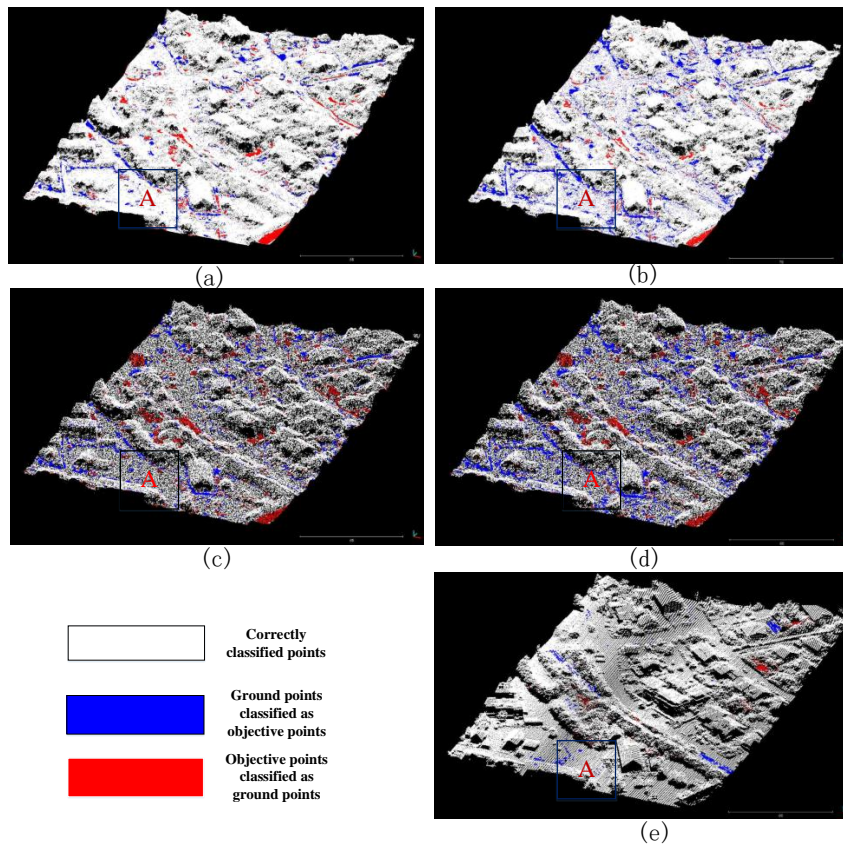 A
A
(a)
(b)
A
A
(c)
(d)
Correctly
classified points
Ground points
classified as
objective points
Objective points
classified as
ground points
A
(e)